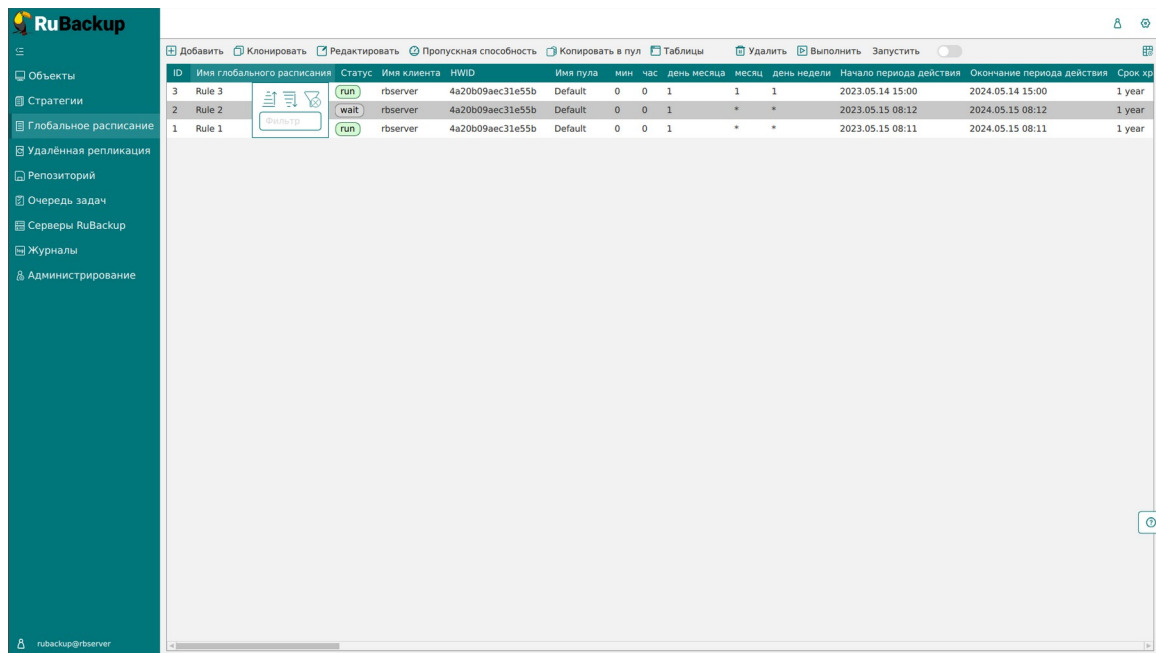 RuBackup
Добавить Клонировать Редактировать Пропускная способность Копировать в пул Таблицы Удалить Выполнить Запустить
Объекты
Стратегии
Глобальное расписание
Удалённая репликация
Репозиторий
Очередь задач
Серверы RuBackup
Журналы
Администрирование
ID Имя глобального расписания Статус Имя клиента HWID Имя пула мин час день месяца месяц день недели Начало периода действия Окончание периода действия Срок хр
3 Rule 3 run rbserver 4a20b09aec31e55b Default 0 0 1 1 1 2023.05.14 15:00 2024.05.14 15:00 1 year
2 Rule 2 wait rbserver 4a20b09aec31e55b Default 0 0 1 * * 2023.05.15 08:12 2024.05.15 08:12 1 year
Фильтр
1 Rule 1 run rbserver 4a20b09aec31e55b Default 0 0 1 * * 2023.05.15 08:11 2024.05.15 08:11 1 year
rubackup@rbserver